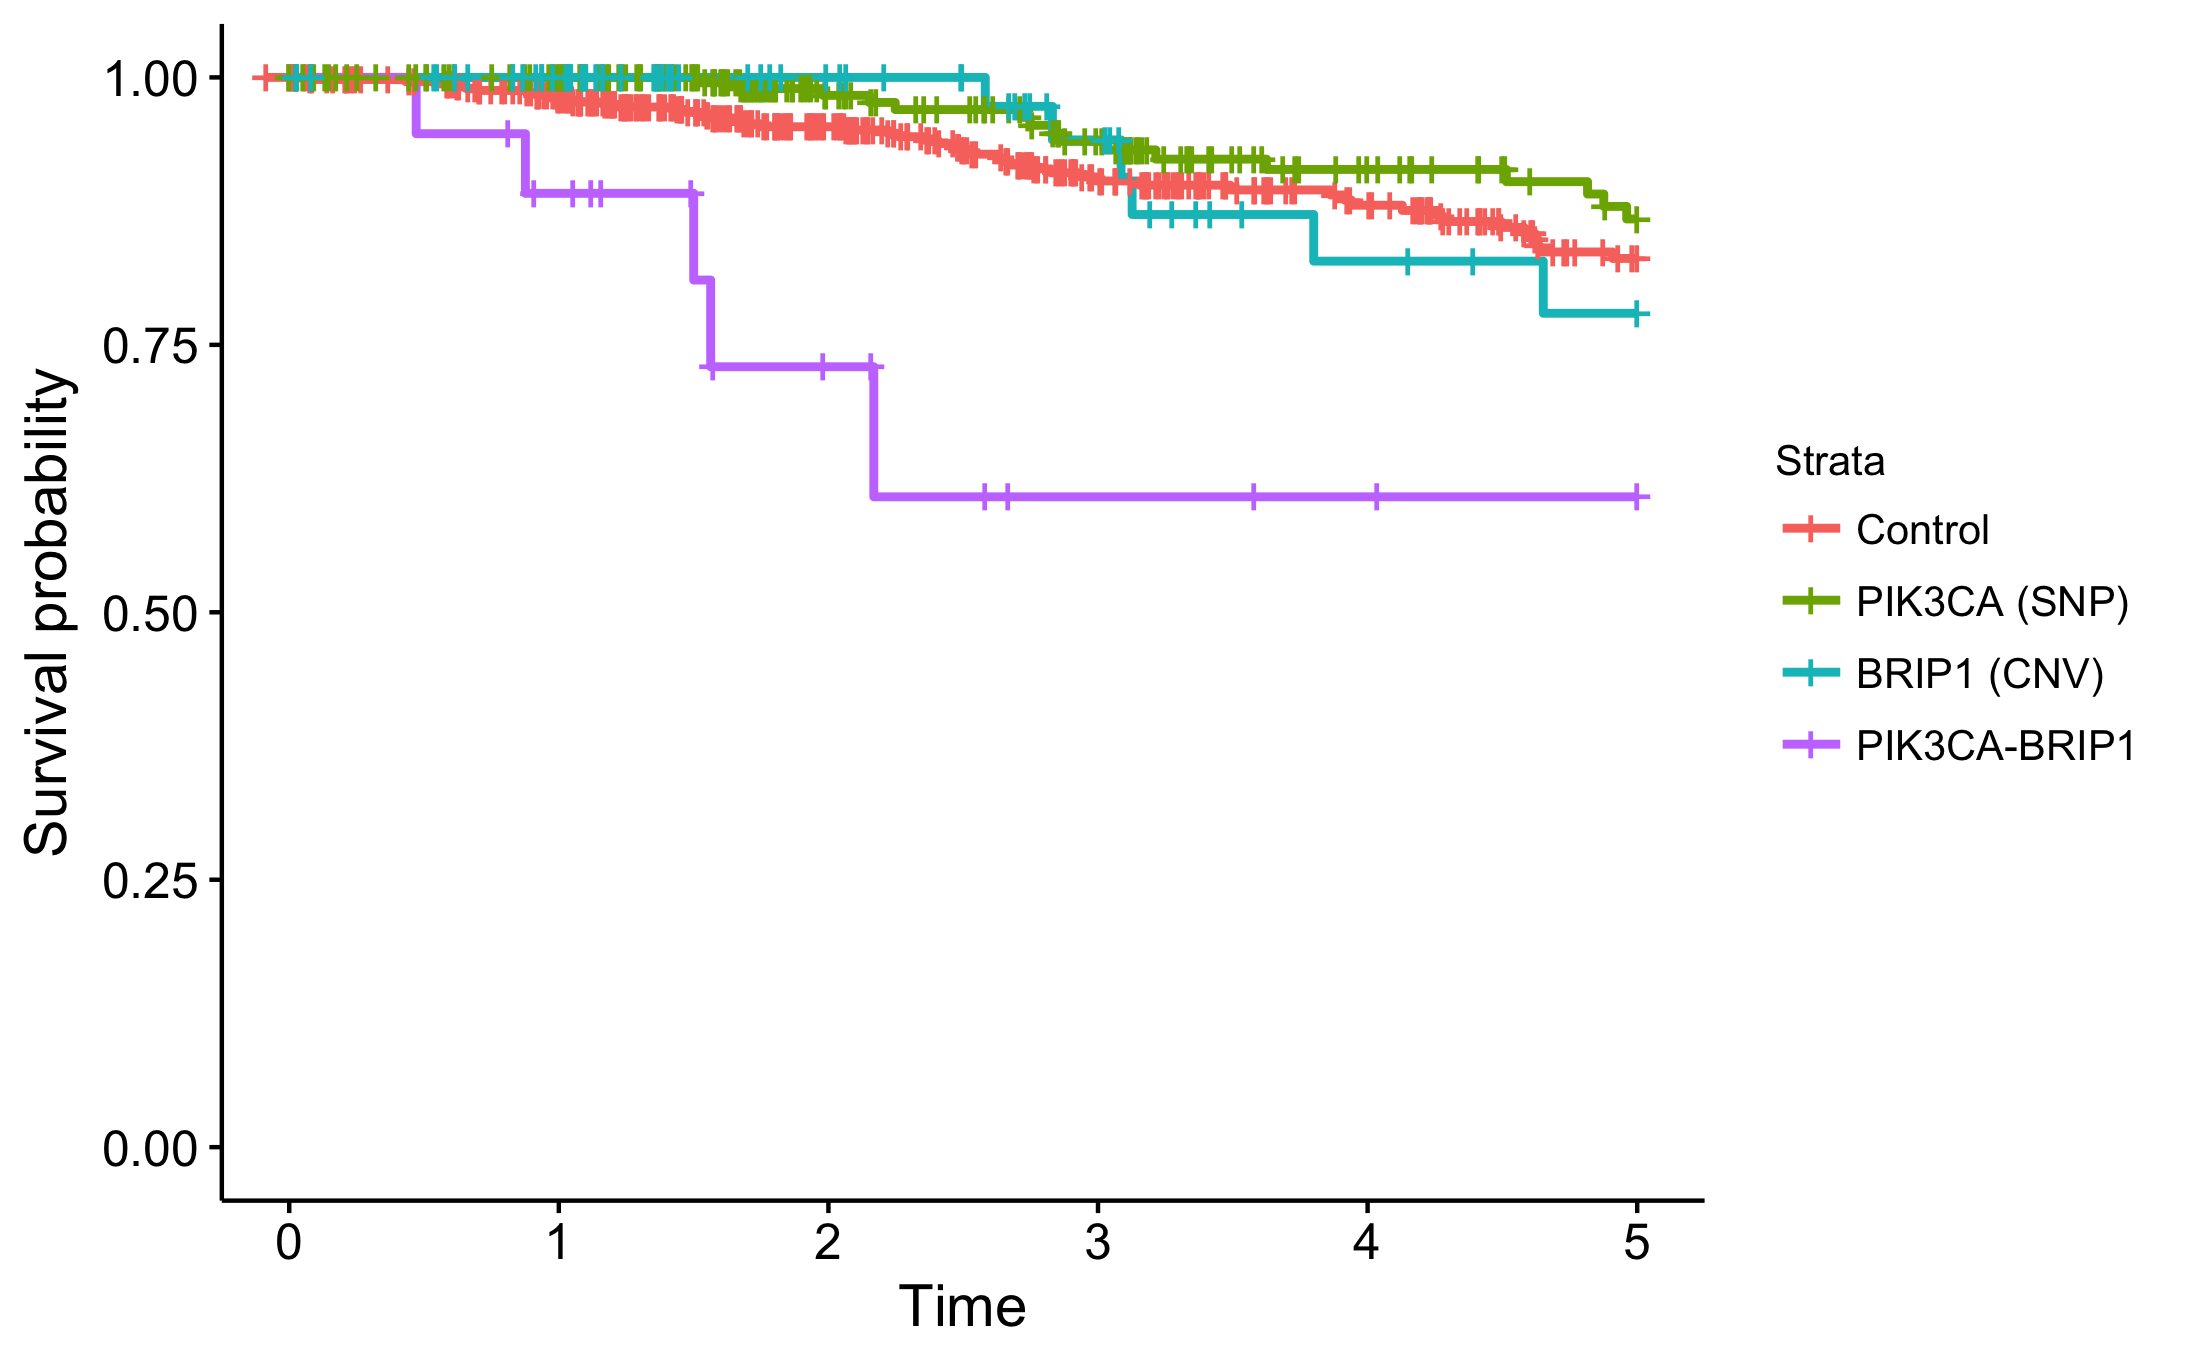 Survival probability
1.00
0.75
0.50
0.25
0.00
0 1 2 3 4 5
Time
Strata
Control
PIK3CA (SNP)
BRIP1 (CNV)
PIK3CA-BRIP1